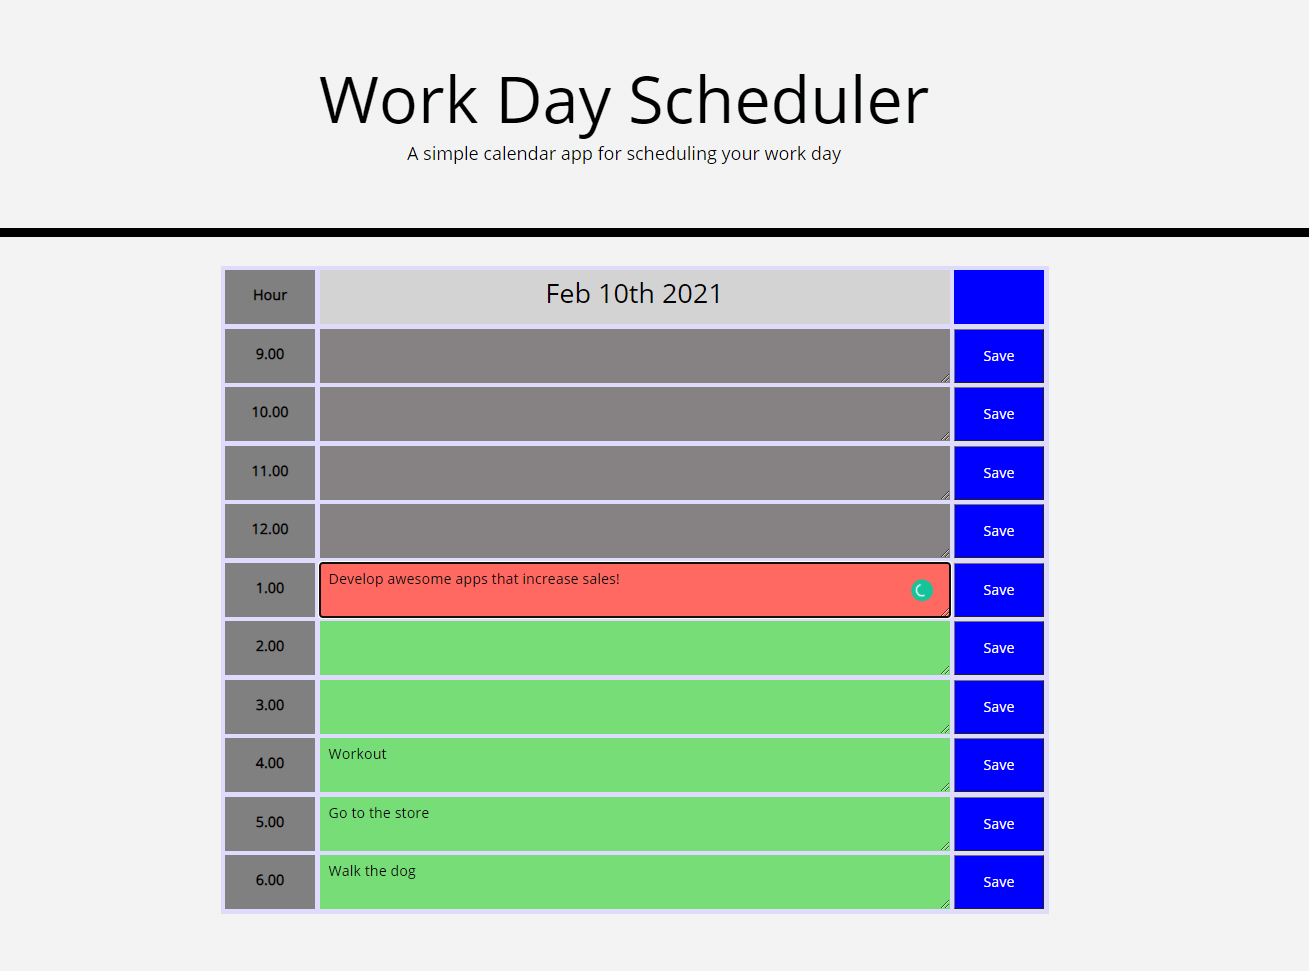 Work Day Scheduler
A simple calendar app for scheduling your work day
Hour Feb 10th 2021
9.00 Save
10.00 Save
11.00 Save
12.00 Save
1.00 Develop awesome apps that increase sales! Save
2.00 Save
3.00 Save
4.00 Workout Save
5.00 Go to the store Save
6.00 Walk the dog Save